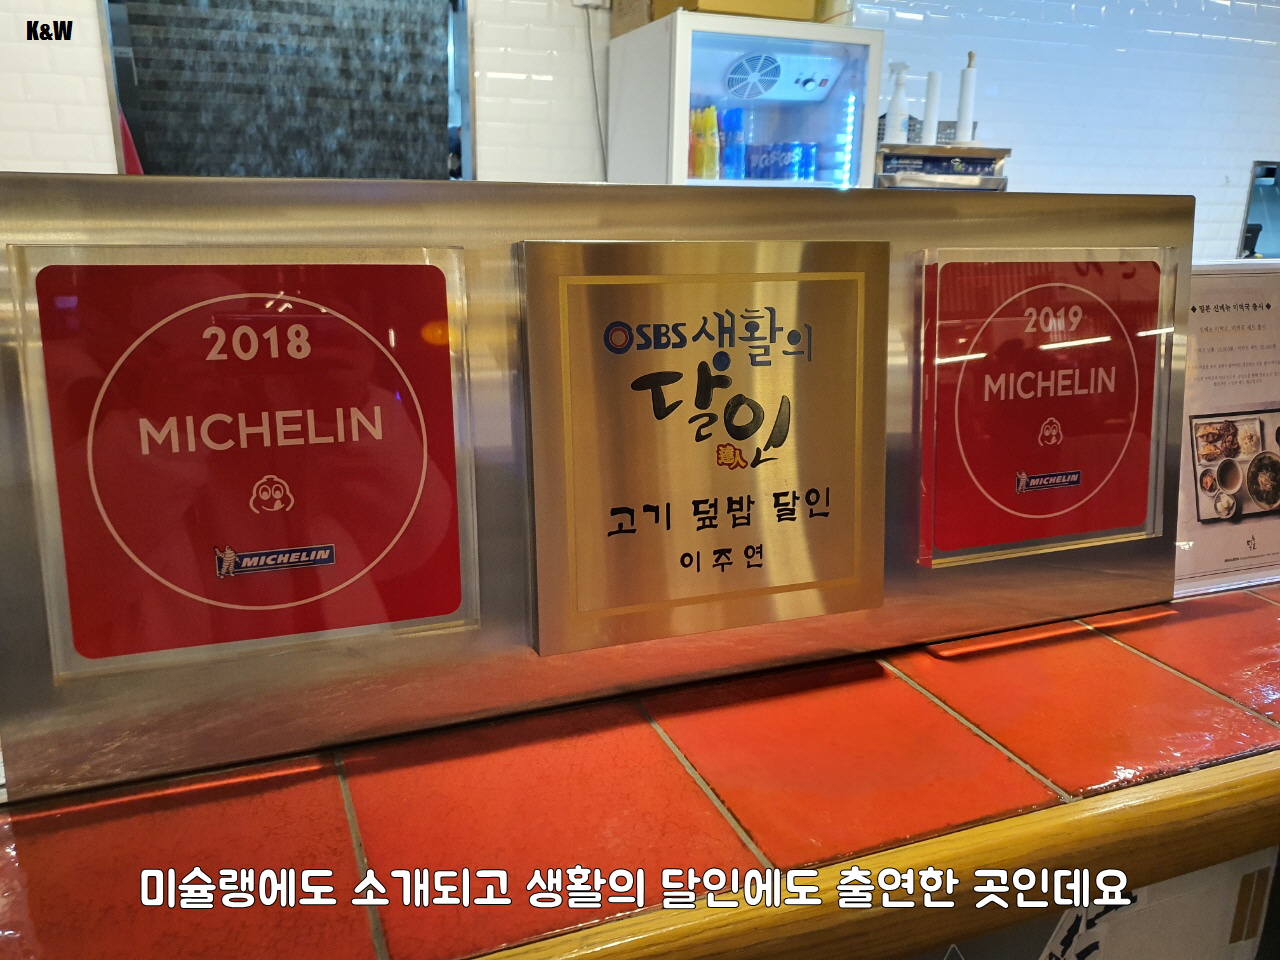 K&W
2018
MICHELIN
MICHELIN
SBS 생활의
달인
達人
고기 덮밥 달인
이주연
2019
MICHELIN
MICHELIN
미슐랭에도 소개되고 생활의 달인에도 출연한 곳인데요